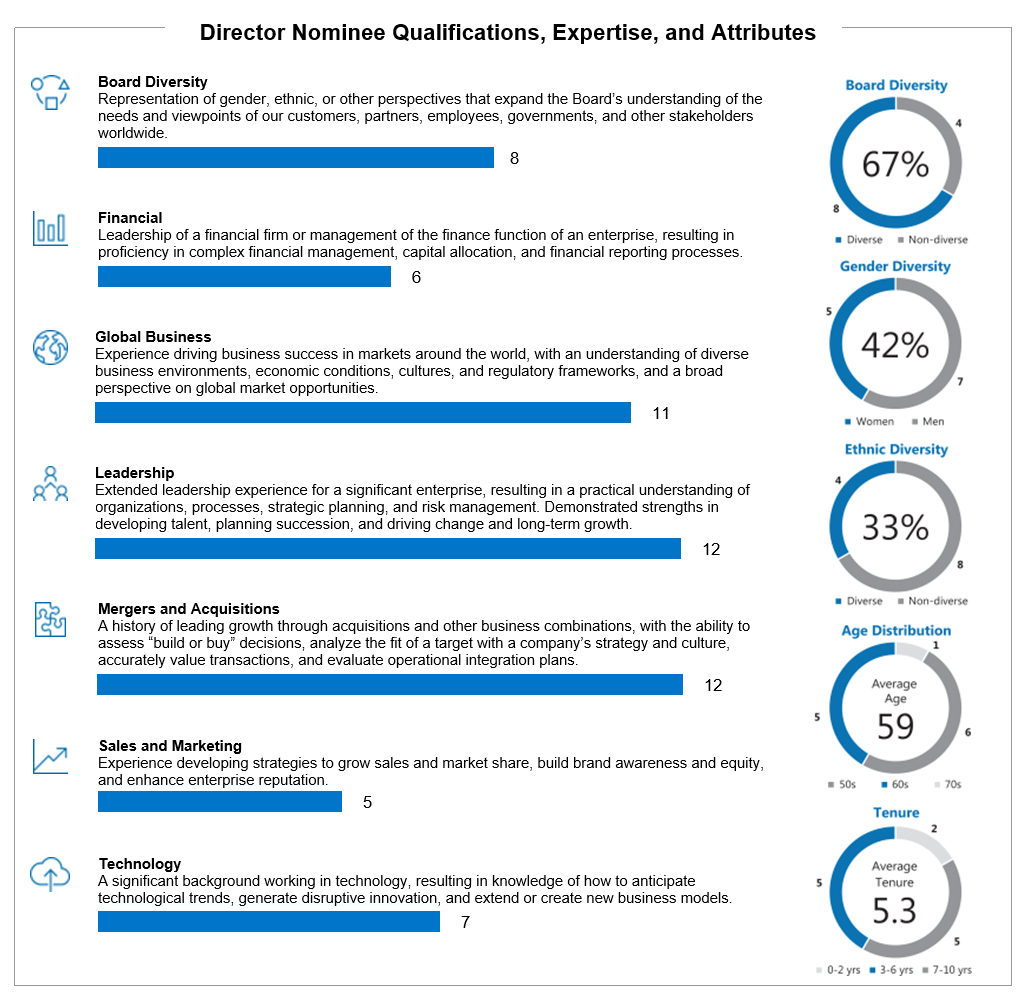 Director Nominee Qualifications, Expertise, and Attributes
Board Diversity
Representation of gender, ethnic, or other perspectives that expand the Board’s understanding of the
needs and viewpoints of our customers, partners, employees, governments, and other stakeholders
worldwide.
8
Financial
Leadership of a financial firm or management of the finance function of an enterprise, resulting in
proficiency in complex financial management, capital allocation, and financial reporting processes.
6
Global Business
Experience driving business success in markets around the world, with an understanding of diverse
business environments, economic conditions, cultures, and regulatory frameworks, and a broad
perspective on global market opportunities.
11
Leadership
Extended leadership experience for a significant enterprise, resulting in a practical understanding of
organizations, processes, strategic planning, and risk management. Demonstrated strengths in
developing talent, planning succession, and driving change and long-term growth.
12
Mergers and Acquisitions
A history of leading growth through acquisitions and other business combinations, with the ability to
assess “build or buy” decisions, analyze the fit of a target with a company’s strategy and culture,
accurately value transactions, and evaluate operational integration plans.
12
Sales and Marketing
Experience developing strategies to grow sales and market share, build brand awareness and equity,
and enhance enterprise reputation.
5
Technology
A significant background working in technology, resulting in knowledge of how to anticipate
technological trends, generate disruptive innovation, and extend or create new business models.
7
Board Diversity
4
67%
8
Diverse Non-diverse
Gender Diversity
5
42%
7
Women Men
Ethnic Diversity
4
33%
8
Diverse Non-diverse
Age Distribution
1
Average
Age
59
5
6
50s 60s 70s
Tenure
2
Average
Tenure
5
5.3
5
0-2 yrs 3-6 yrs 7-10 yrs